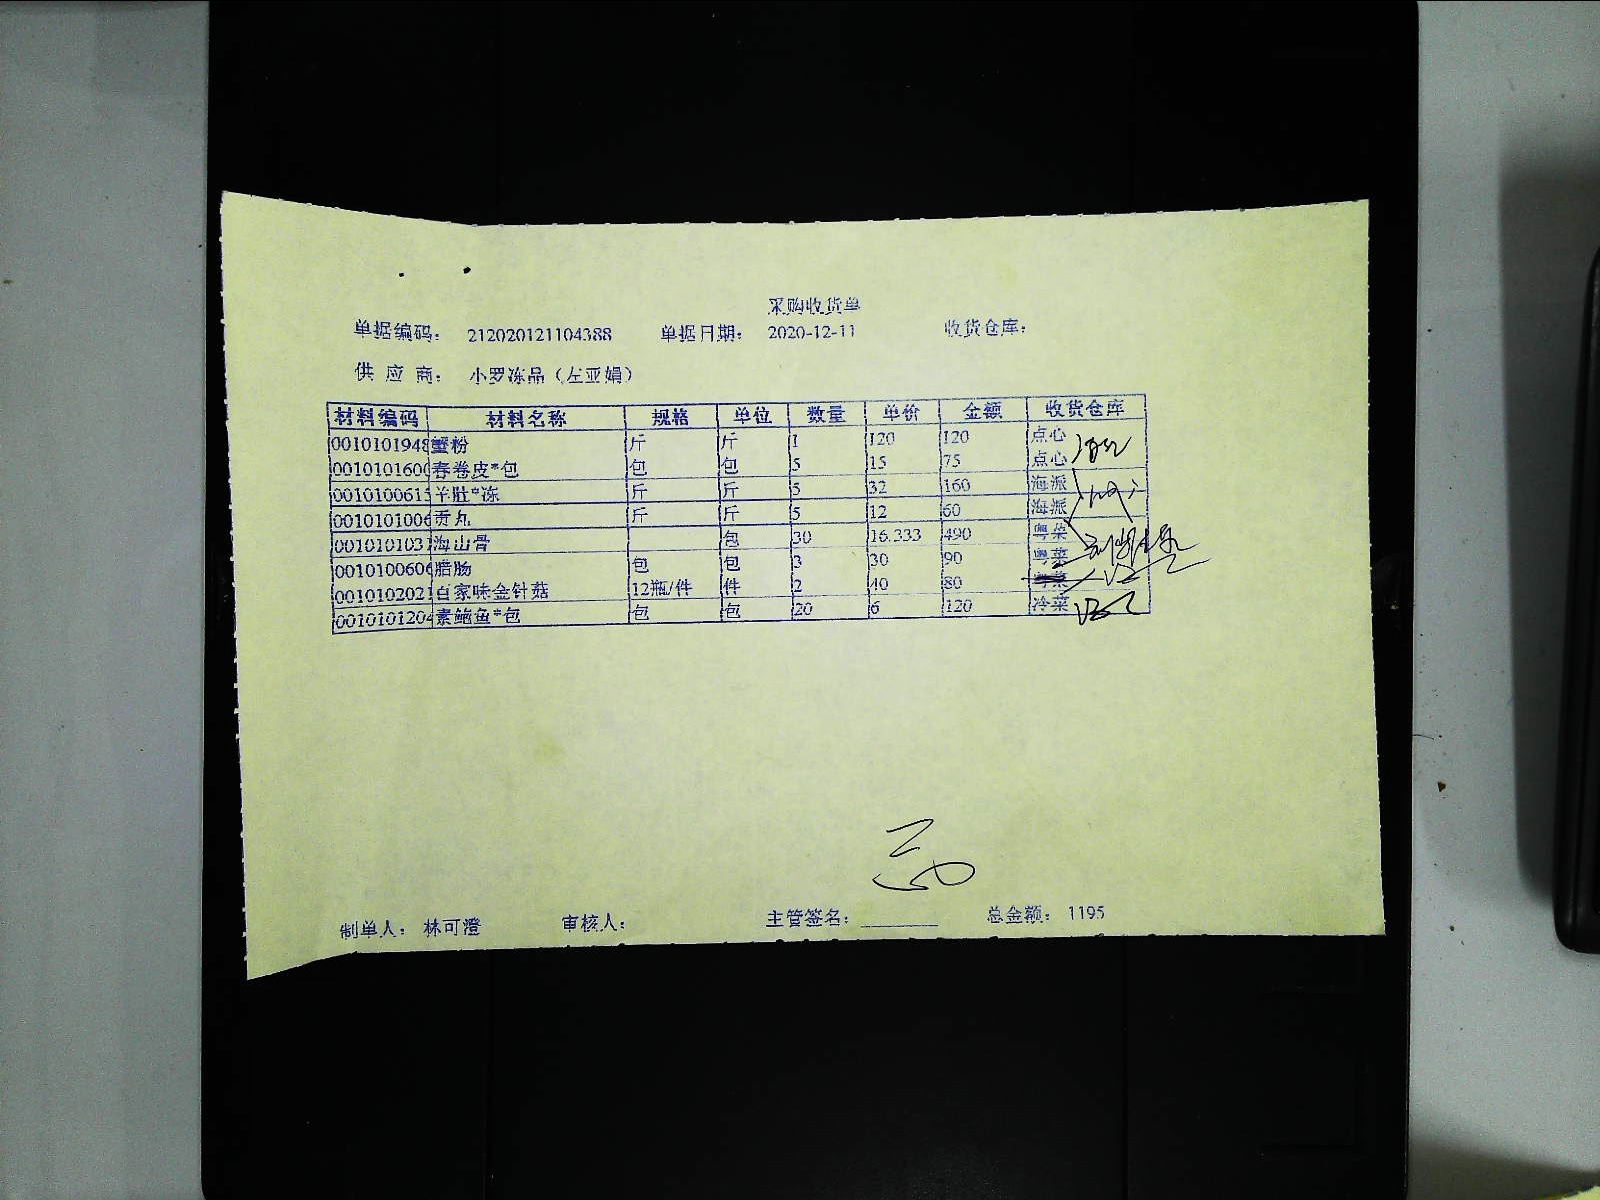 采购收货单
单据编码： 212020121104388 单据日期： 2020-12-11 收货仓库：
供 应 商： 小罗冻品（左亚娟）
材料编码 材料名称 规格 单位 数量 单价 金额 收货仓库
0010101948 蟹粉 斤 斤 1 120 120 点心
001010160 春卷皮*包 包 包 5 15 75 点心
001010061 羊肚*冻 斤 斤 5 32 160 海派
001010100 贡丸 斤 斤 5 12 60 海派
001010103 海山骨 包 30 16.333 490 粤菜
001010060 腊肠 包 包 3 30 90 粤菜
001010202 百家味金针菇 12瓶/件 件 2 40 80
001010120 素鲍鱼*包 包 包 20 6 120 冷菜
制单人： 林可澄 审核人： 主管签名： 总金额： 1195